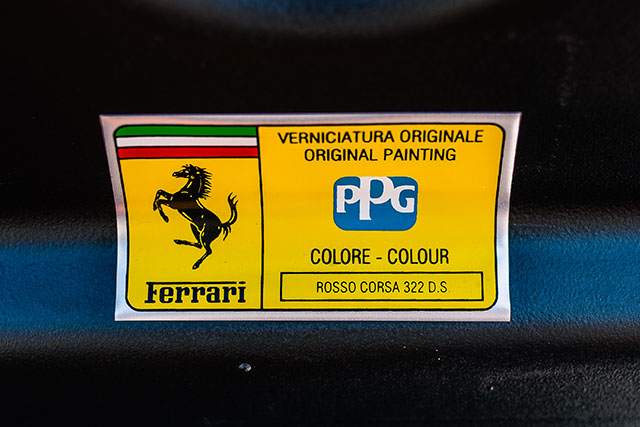 VERNICIATURA ORIGINALE
ORIGINAL PAINTING
PPG
COLORE - COLOUR
ROSSO CORSA 322 D.S.
Ferrari